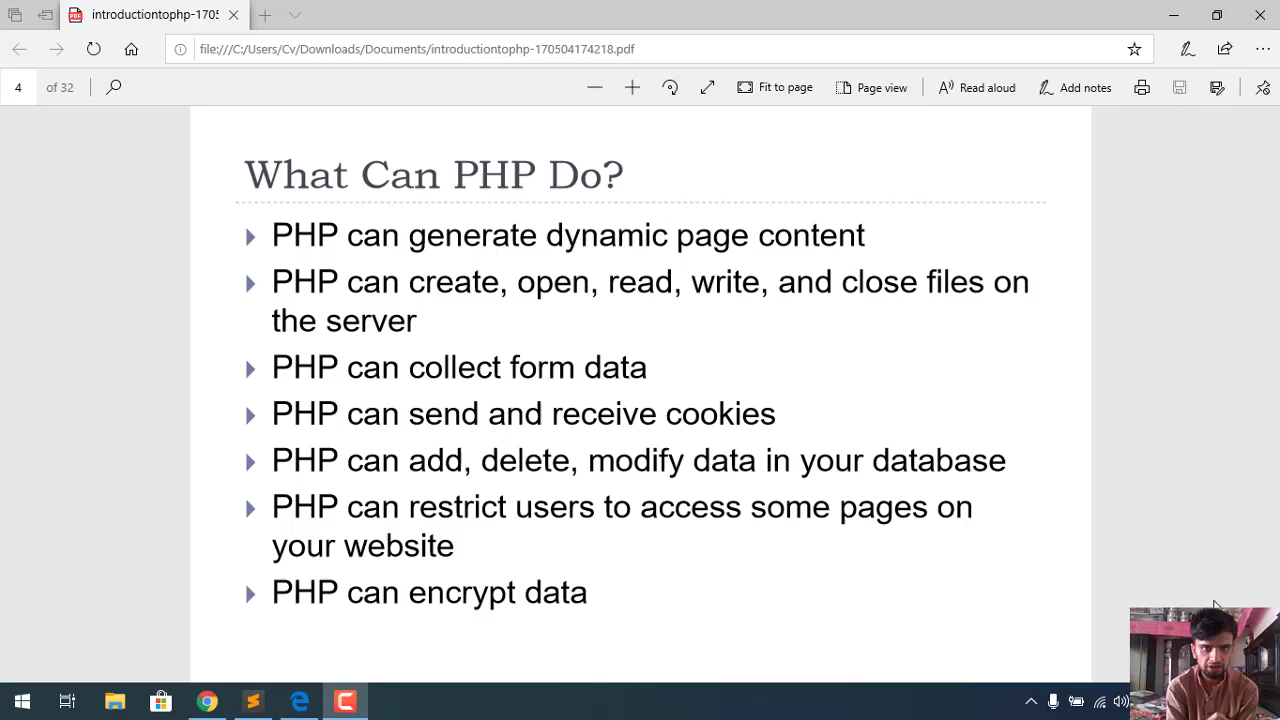 introductiontophp-1705
file:///C:/Users/Cv/Downloads/Documents/introductiontophp-170504174218.pdf
4 of 32 Fit to page Page view Read aloud Add notes
What Can PHP Do?
PHP can generate dynamic page content
PHP can create, open, read, write, and close files on
the server
PHP can collect form data
PHP can send and receive cookies
PHP can add, delete, modify data in your database
PHP can restrict users to access some pages on
your website
PHP can encrypt data